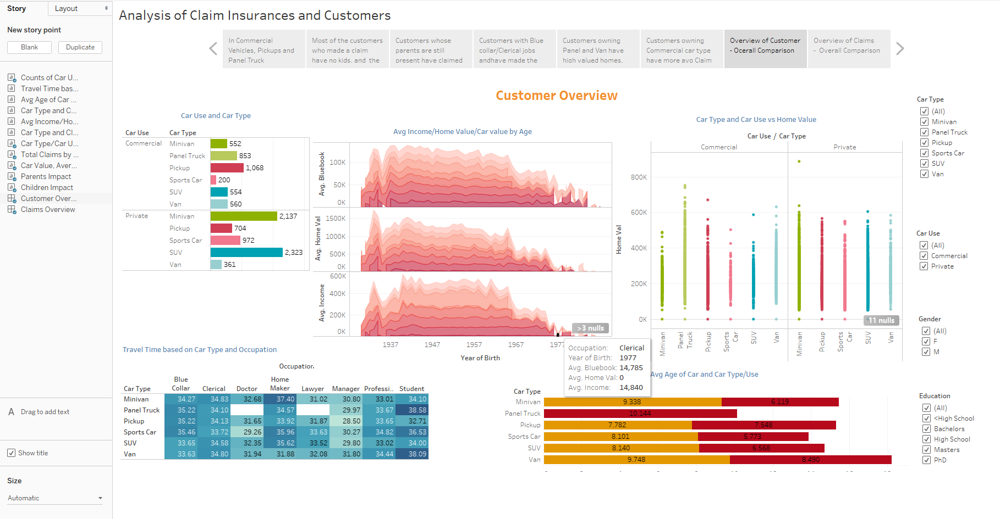 Story
Layout
New story point
Blank
Duplicate
Counts of Car U...
Travel Time bas...
Avg Age of Car ...
Car Type and C...
Avg Income/Ho...
Car Type and Cl...
Car Type/Car U...
Total Claims by ...
Car Value, Aver...
Parents Impact
Children Impact
Customer Over...
Claims Overview
A Drag to add text
Show title
Size
Automatic
Analysis of Claim Insurances and Customers
In Commercial
Vehicles, Pickups and
Panel Truck
Most of the customers
who made a claim
have no kids, and the
Customers whose
parents are still
present have claimed
Customers with Blue
collar/Clerical jobs
andhave made the
Customers owning
Panel and Van have
high valued homes.
Customers owning
Commercial car type
have more avg Claim
Overview of Customer
- Ocerall Comparison
Overview of Claims
- Overall Comparison
Customer Overview
Car Use and Car Type
Car Use Car Type
Commercial Minivan 552
Panel Truck 853
Pickup 1,068
Sports Car 200
SUV 554
Van 560
Private Minivan 2,137
Pickup 704
Sports Car 972
SUV 2,323
Van 361
Avg Income/Home Value/Car value by Age
Avg. Bluebook
100K
50K
0K
Avg. Home Val
1500K
1000K
500K
0K
Avg. Income
600K
400K
200K
0K
>3 nulls
1937 1947 1957 1967 1977
Year of Birth
Occupation: Clerical
Year of Birth: 1977
Avg. Bluebook: 14,785
Avg. Home Val: 0
Avg. Income: 14,840
Car Type and Car Use vs Home Value
Car Use / Car Type
Commercial Private
Home Val
800K
600K
400K
200K
0K
11 nulls
Minivan
Panel Truck
Pickup
Sports Car
SUV
Van
Minivan
Pickup
Sports Car
SUV
Van
Travel Time based on Car Type and Occupation
Occupation
Car Type Blue Collar Clerical Doctor Home Maker Lawyer Manager Professi.. Student
Minivan 34.27 34.83 32.68 37.40 31.02 30.80 33.01 34.10
Panel Truck 35.22 34.10 34.57 29.97 33.67 38.58
Pickup 35.22 34.13 31.65 33.92 31.87 28.50 33.65 32.71
Sports Car 35.46 33.72 29.26 35.96 33.63 30.27 34.82 36.53
SUV 33.65 34.58 32.35 35.62 33.52 29.80 33.02 34.00
Van 33.63 34.80 31.94 31.88 32.08 31.80 34.44 38.09
Avg Age of Car and Car Type/Use
Car Type
Minivan 9.338 6.119
Panel Truck 10.144
Pickup 7.782 7.548
Sports Car 8.101 5.773
SUV 8.140 6.568
Van 9.748 8.490
Car Type
(All)
Minivan
Panel Truck
Pickup
Sports Car
SUV
Van
Car Use
(All)
Commercial
Private
Gender
(All)
F
M
Education
(All)
<High School
Bachelors
High School
Masters
PhD